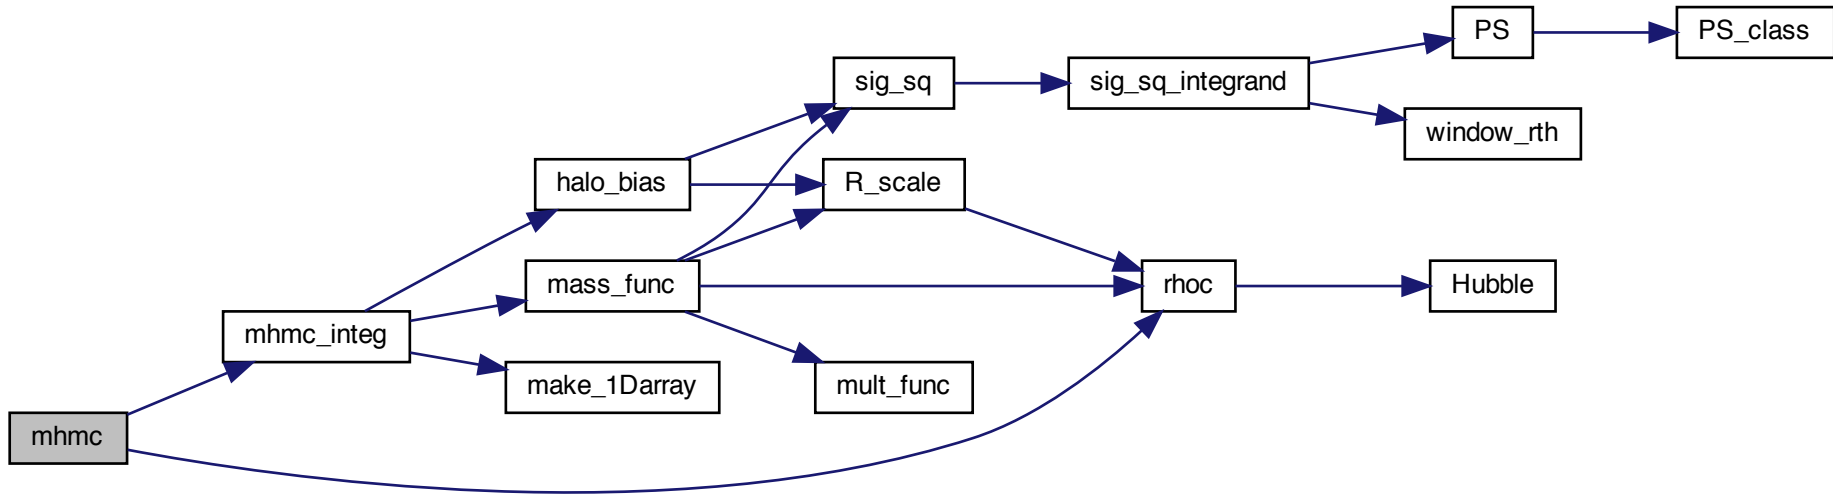 PS
PS_class
sig_sq
sig_sq_integrand
window_rth
halo_bias
R_scale
mass_func
rhoc
Hubble
mhmc_integ
make_1Darray
mult_func
mhmc